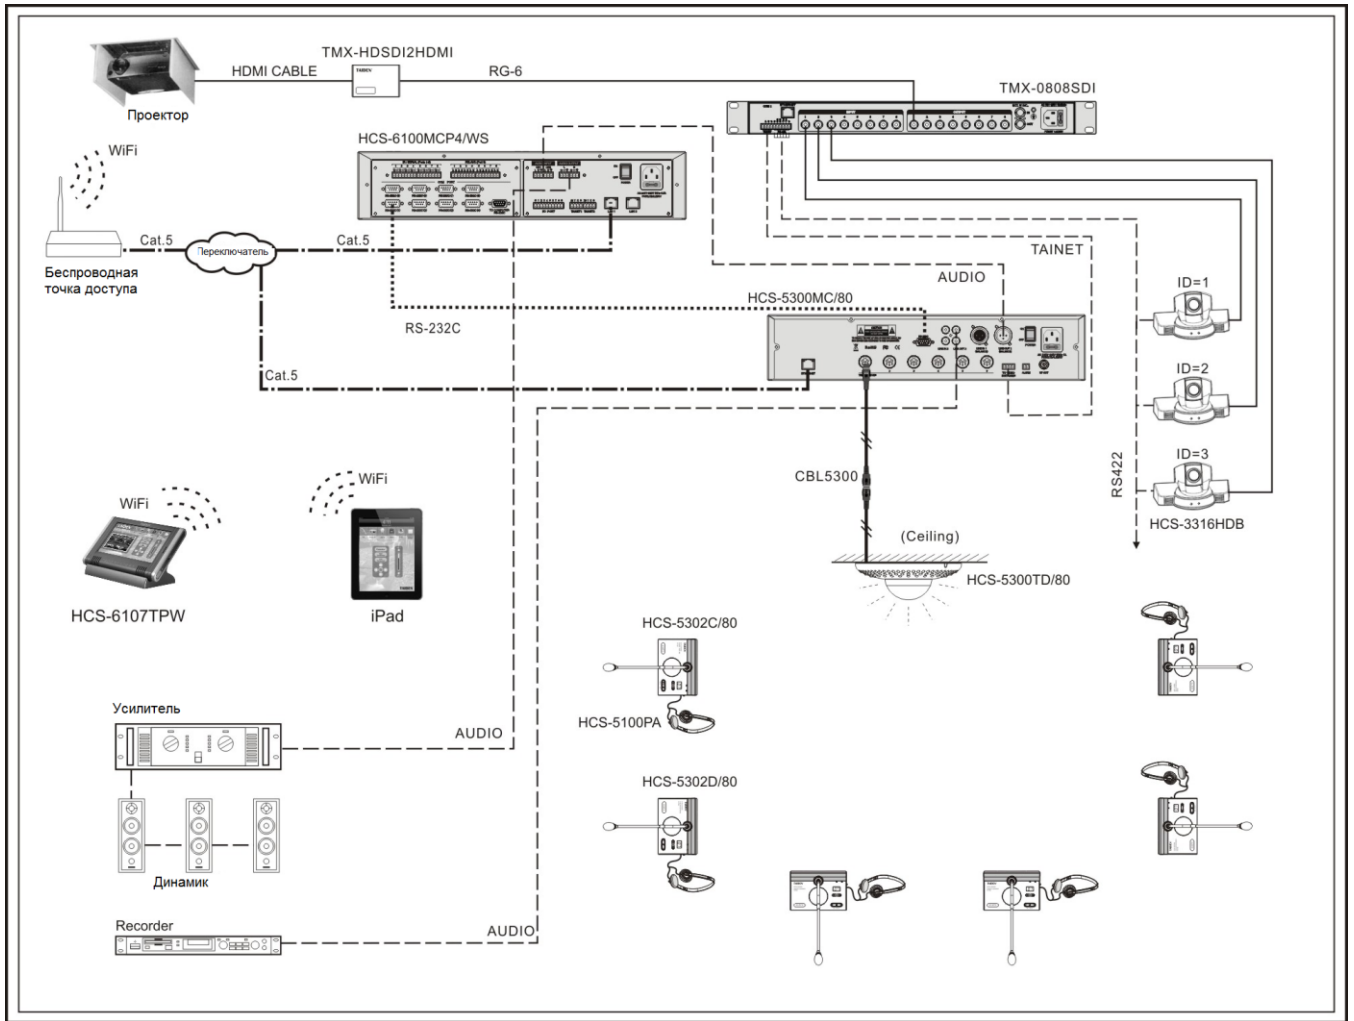 TMX-HDSDI2HDMI
HDMI CABLE
RG-6
Проектор
TMX-0808SDI
HCS-6100MCP4/WS
WiFi
Cat.5
Переключатель
Cat.5
Беспроводная
точка доступа
TAINET
AUDIO
ID=1
HCS-5300MC/80
RS-232C
Cat.5
ID=2
ID=3
RS422
HCS-3316HDB
CBL5300
WiFi
WiFi
(Ceiling)
HCS-5300TD/80
HCS-6107TPW
iPad
HCS-5302C/80
HCS-5100PA
Усилитель
AUDIO
HCS-5302D/80
Динамик
Recorder
AUDIO